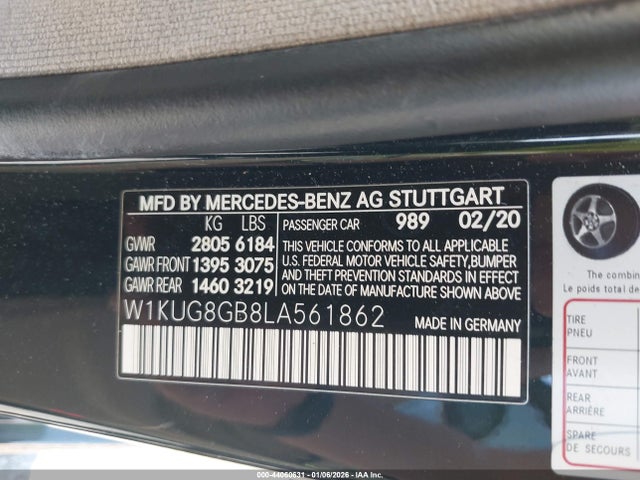 MFD BY MERCEDES-BENZ AG STUTTGART
KG LBS PASSENGER CAR 989 02/20
GVWR 2805 6184
GAWR FRONT 1395 3075
GAWR REAR 1460 3219
THIS VEHICLE CONFORMS TO ALL APPLICABLE
U.S. FEDERAL MOTOR VEHICLE SAFETY,BUMPER
AND THEFT PREVENTION STANDARDS IN EFFECT
ON THE DATE OF MANUFACTURE SHOWN ABOVE.
W1KUG8GB8LA561862
MADE IN GERMANY
The combin
Le poids total de
TIRE
PNEU
FRONT
AVANT
REAR
ARRIÈRE
SPARE
DE SECOURS
000-44060531 - 01/06/2026 - IAA Inc.